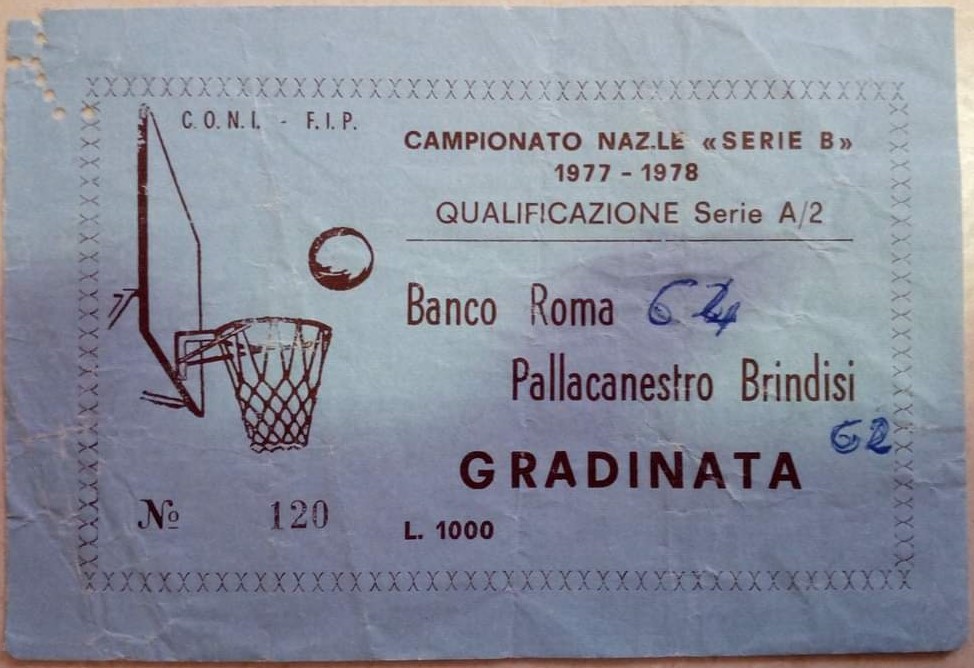 C.O.N.I. - F.I.P.
CAMPIONATO NAZ.LE «SERIE B»
1977 - 1978
QUALIFICAZIONE Serie A/2
Banco Roma 64
Pallacanestro Brindisi
62
GRADINATA
No 120
L. 1000